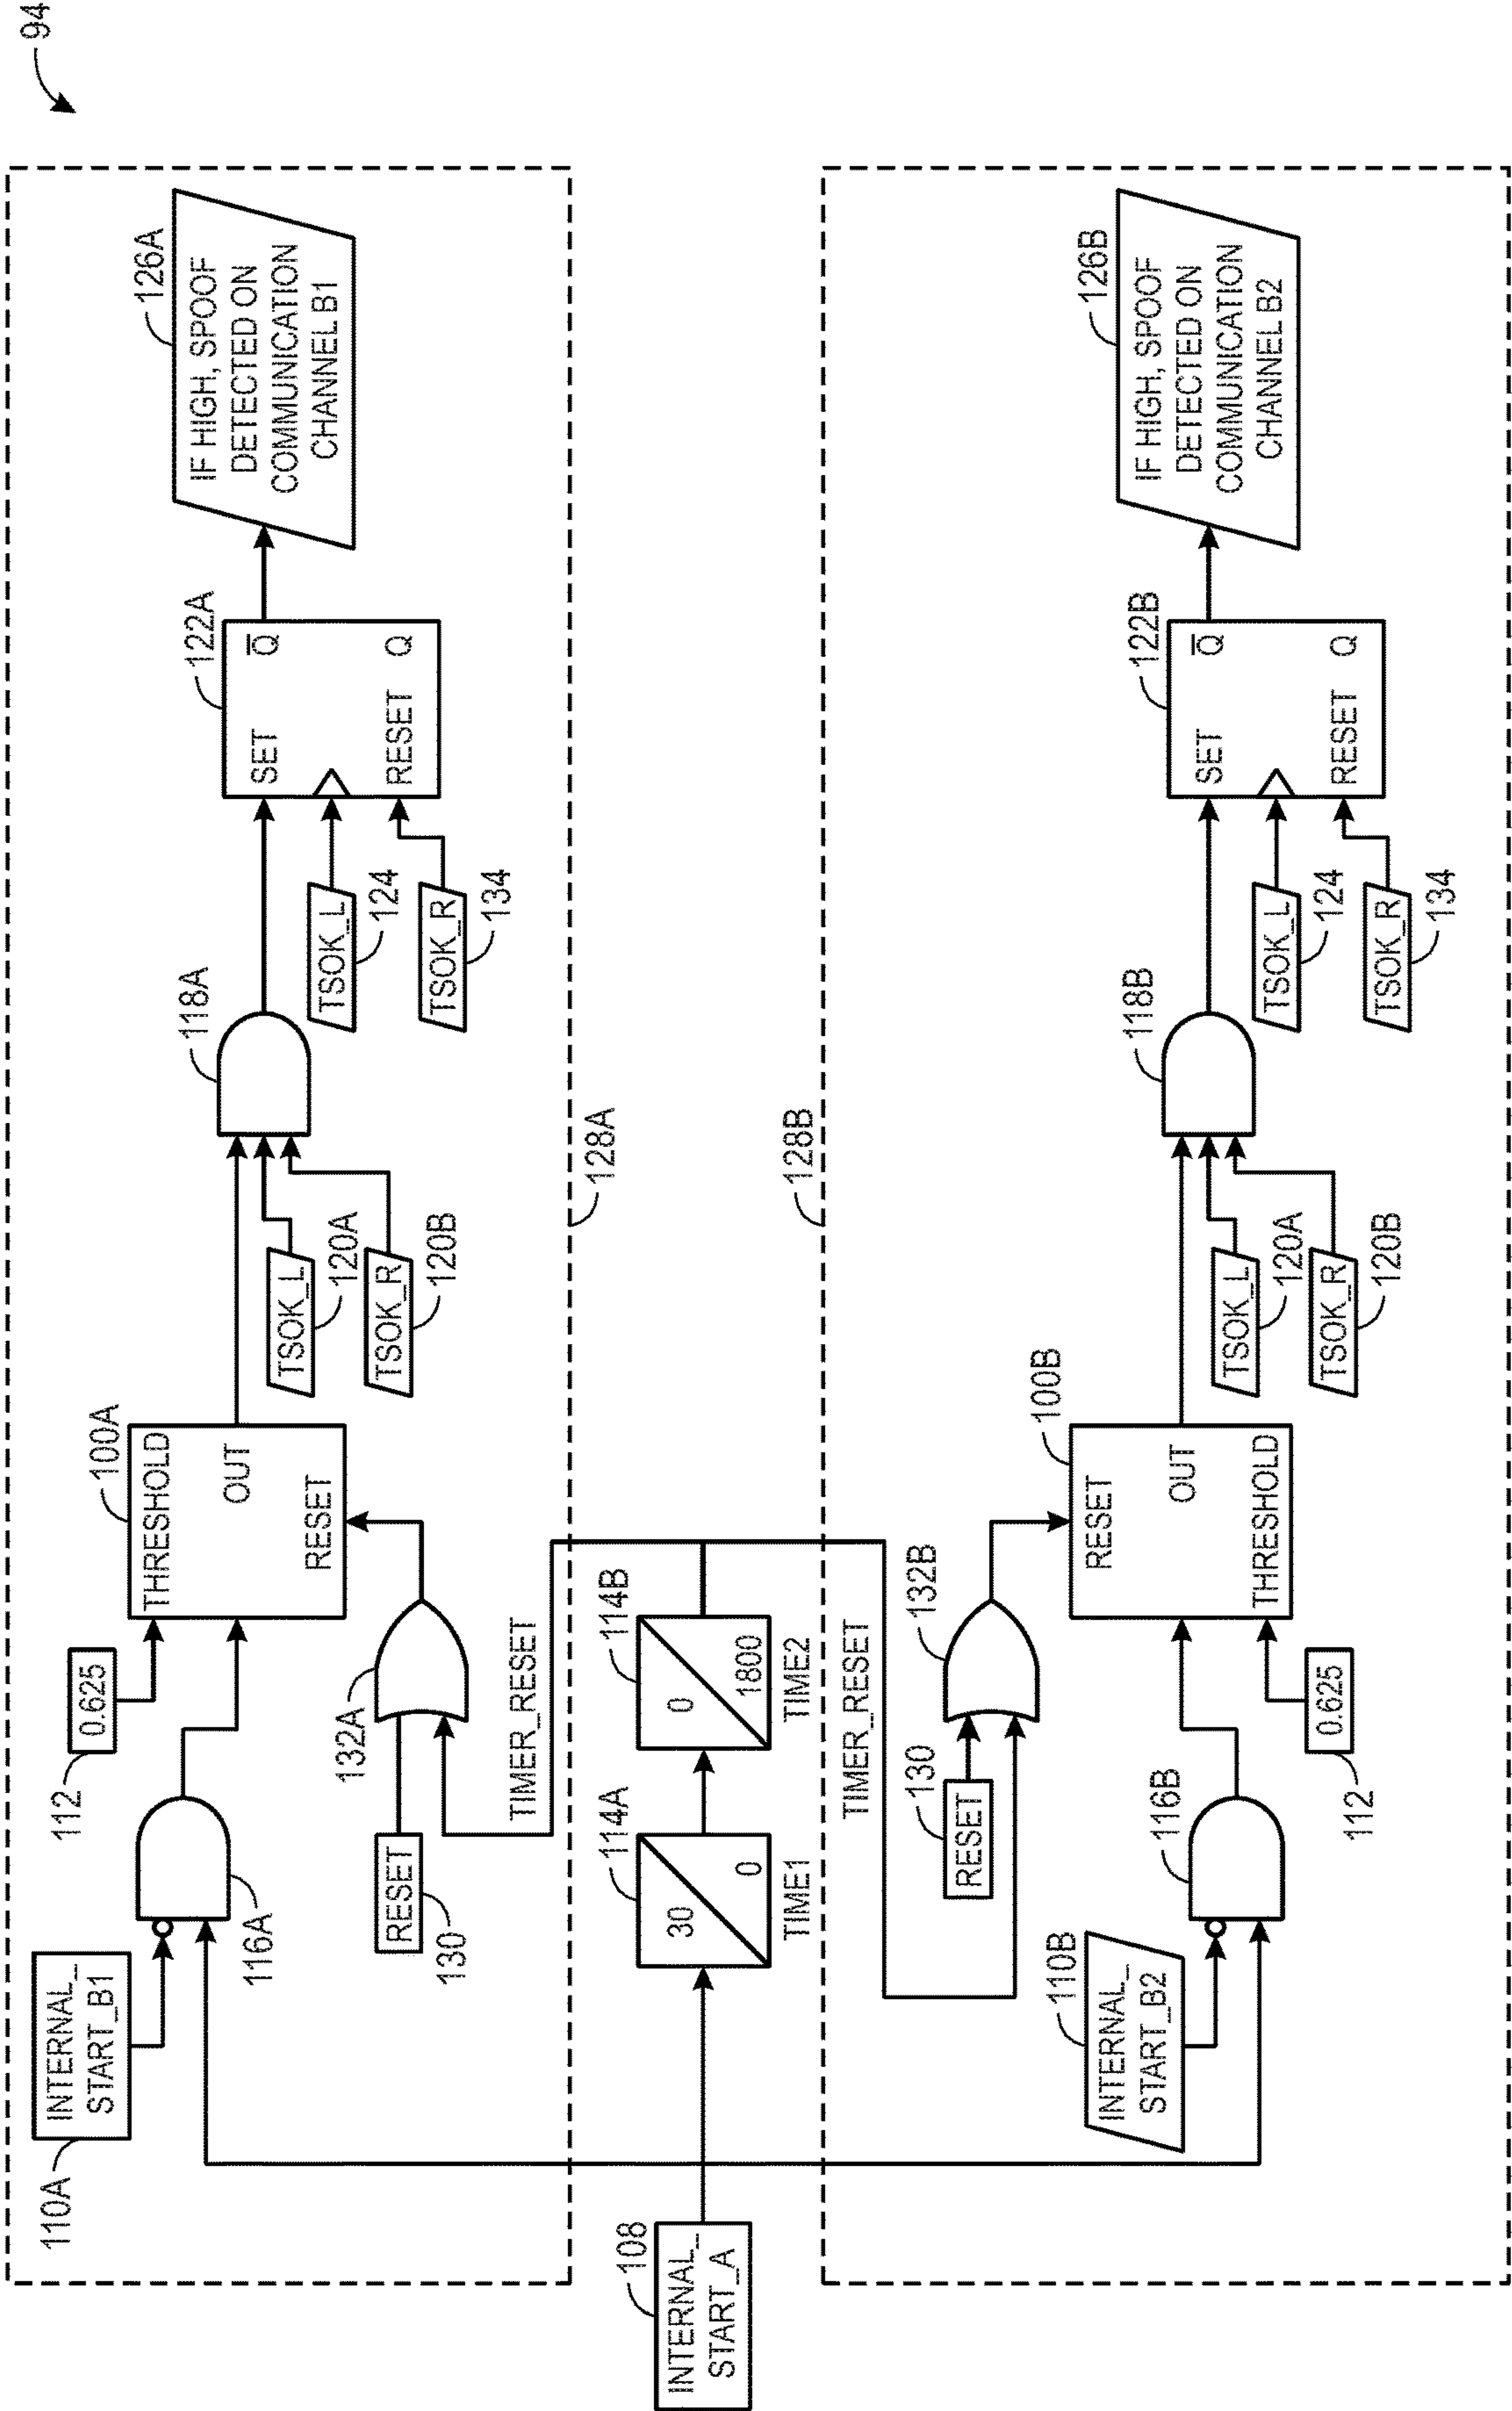 94
110A
INTERNAL_
START_B1
116A
112
0.625
THRESHOLD
100A
OUT
RESET
132A
RESET
130
TIMER_RESET
TSOK_L
120A
TSOK_R
120B
118A
TSOK_L
124
TSOK_R
134
SET
Q
122A
RESET
Q
126A
IF HIGH, SPOOF
DETECTED ON
COMMUNICATION
CHANNEL B1
128A
108
INTERNAL_
START_A
114A
30
0
TIME1
114B
0
1800
TIME2
128B
TIMER_RESET
130
RESET
132B
110B
INTERNAL_
START_B2
116B
0.625
112
RESET
100B
OUT
THRESHOLD
TSOK_L
120A
TSOK_R
120B
118B
TSOK_L
124
TSOK_R
134
SET
Q
122B
RESET
Q
126B
IF HIGH, SPOOF
DETECTED ON
COMMUNICATION
CHANNEL B2